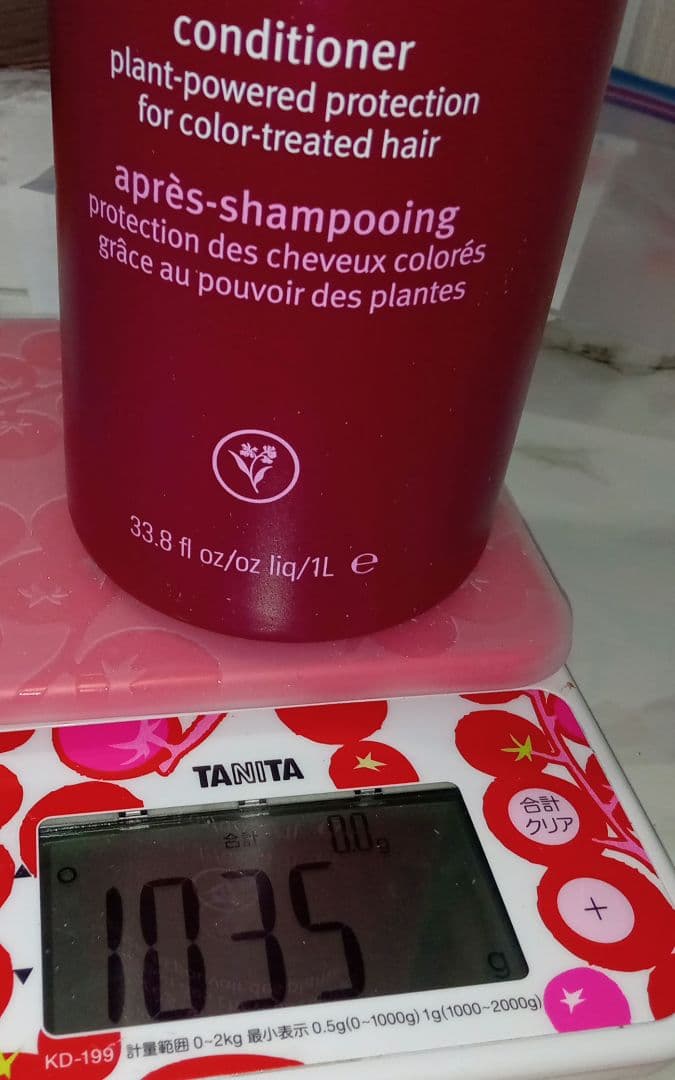 conditioner
plant-powered protection
for color-treated hair
après-shampooing
protection des cheveux colorés
grâce au pouvoir des plantes
33.8 fl oz/oz liq/1L ℮
TANITA
合計
クリア
合計 0.0g
1035 g
+
KD-199 計量範囲 0~2kg 最小表示 0.5g(0~1000g) 1g(1000~2000g)